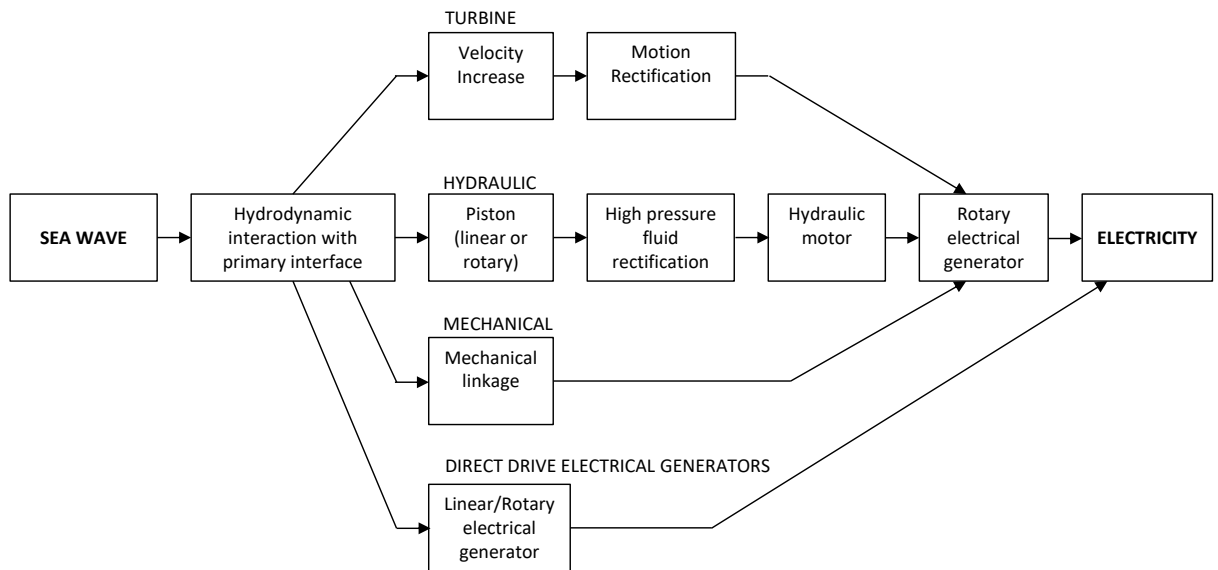 TURBINE
Velocity
Increase
Motion
Rectification
SEA WAVE
Hydrodynamic
interaction with
primary interface
HYDRAULIC
Piston
(linear or
rotary)
High pressure
fluid
rectification
Hydraulic
motor
Rotary
electrical
generator
ELECTRICITY
MECHANICAL
Mechanical
linkage
DIRECT DRIVE ELECTRICAL GENERATORS
Linear/Rotary
electrical
generator